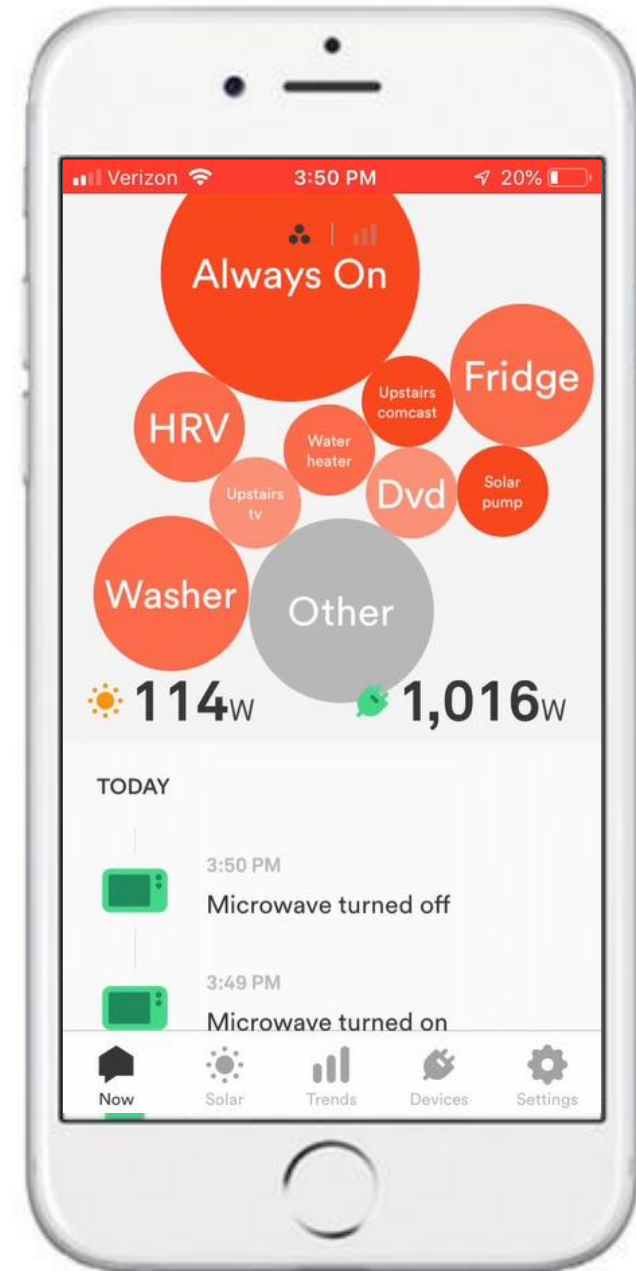 Verizon 3:50 PM 20%
Always On
Fridge
Upstairs
comcast
HRV
Water
heater
Upstairs
tv
Dvd
Solar
pump
Washer
Other
114w 1,016w
TODAY
3:50 PM
Microwave turned off
3:49 PM
Microwave turned on
Now Solar Trends Devices Settings